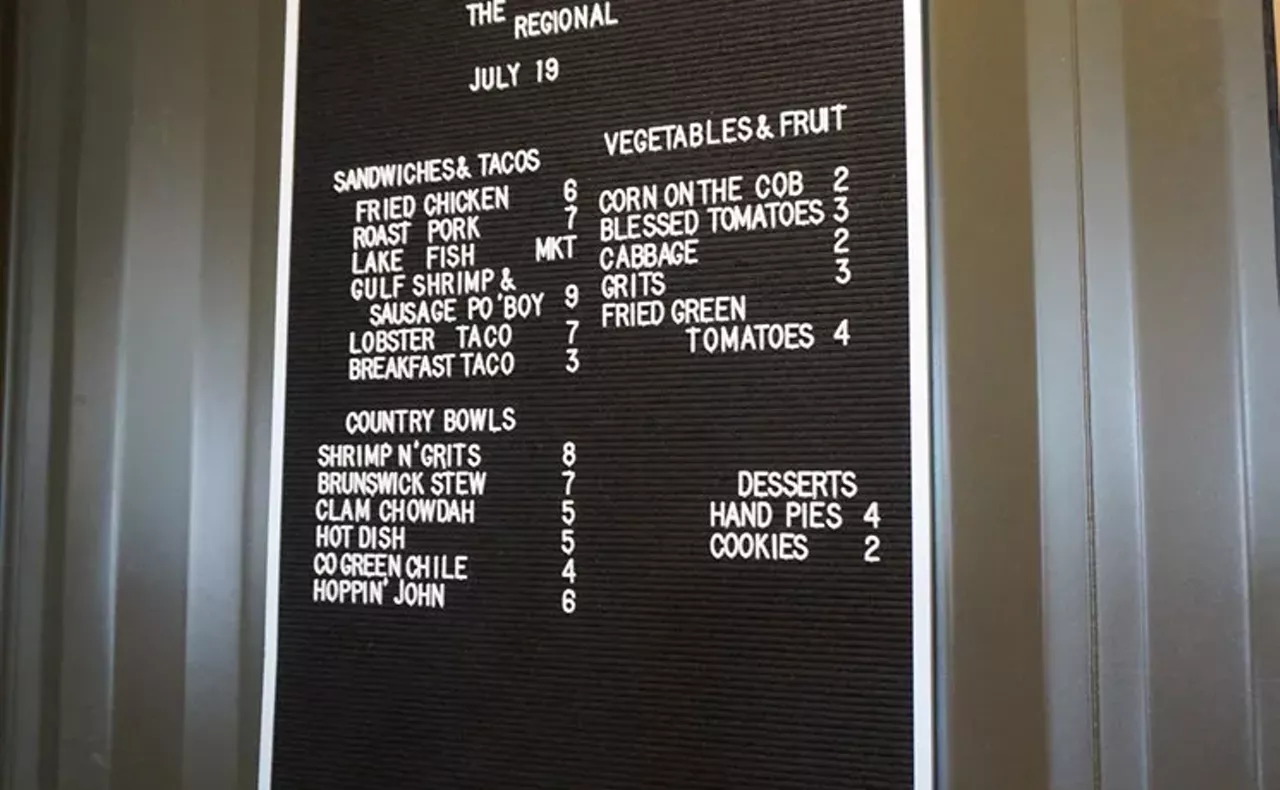 THE REGIONAL
JULY 19
SANDWICHES & TACOS
FRIED CHICKEN 6
ROAST PORK 7
LAKE FISH MKT
GULF SHRIMP &
SAUSAGE PO'BOY 9
LOBSTER TACO 7
BREAKFAST TACO 3
COUNTRY BOWLS
SHRIMP N' GRITS 8
BRUNSWICK STEW 7
CLAM CHOWDAH 5
HOT DISH 5
CO GREEN CHILE 4
HOPPIN' JOHN 6
VEGETABLES & FRUIT
CORN ON THE COB 2
BLESSED TOMATOES 3
CABBAGE 2
GRITS 3
FRIED GREEN
TOMATOES 4
DESSERTS
HAND PIES 4
COOKIES 2